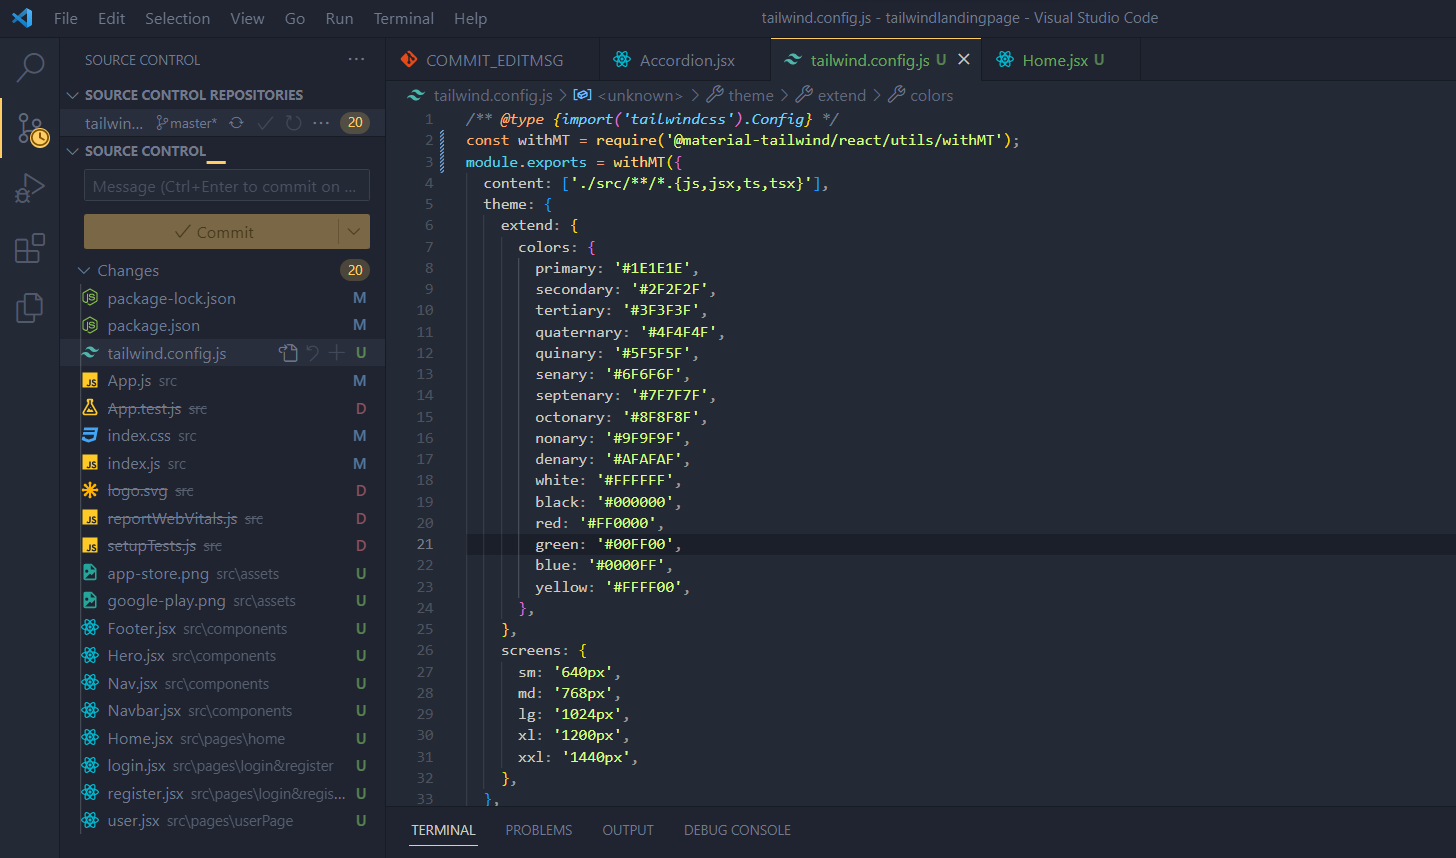 File Edit Selection View Go Run Terminal Help
tailwind.config.js - tailwindlandingpage - Visual Studio Code
SOURCE CONTROL ···
SOURCE CONTROL REPOSITORIES
tailwin... master* ··· 20
SOURCE CONTROL
Message (Ctrl+Enter to commit on ...
Commit
Changes 20
package-lock.json M
package.json M
tailwind.config.js U
App.js src M
App.test.js src D
index.css src M
index.js src M
logo.svg src D
reportWebVitals.js src D
setupTests.js src D
app-store.png src\assets U
google-play.png src\assets U
Footer.jsx src\components U
Hero.jsx src\components U
Nav.jsx src\components U
Navbar.jsx src\components U
Home.jsx src\pages\home U
login.jsx src\pages\login&register U
register.jsx src\pages\login&regis... U
user.jsx src\pages\userPage U
COMMIT_EDITMSG Accordion.jsx tailwind.config.js U Home.jsx U
tailwind.config.js > <unknown> > theme > extend > colors
1 /** @type {import('tailwindcss').Config} */
2 const withMT = require('@material-tailwind/react/utils/withMT');
3 module.exports = withMT({
4 content: ['./src/**/*.{js,jsx,ts,tsx}'],
5 theme: {
6 extend: {
7 colors: {
8 primary: '#1E1E1E',
9 secondary: '#2F2F2F',
10 tertiary: '#3F3F3F',
11 quaternary: '#4F4F4F',
12 quinary: '#5F5F5F',
13 senary: '#6F6F6F',
14 septenary: '#7F7F7F',
15 octonary: '#8F8F8F',
16 nonary: '#9F9F9F',
17 denary: '#AFAFAF',
18 white: '#FFFFFF',
19 black: '#000000',
20 red: '#FF0000',
21 green: '#00FF00',
22 blue: '#0000FF',
23 yellow: '#FFFF00',
24 },
25 },
26 screens: {
27 sm: '640px',
28 md: '768px',
29 lg: '1024px',
30 xl: '1200px',
31 xxl: '1440px',
32 },
33 },
TERMINAL PROBLEMS OUTPUT DEBUG CONSOLE